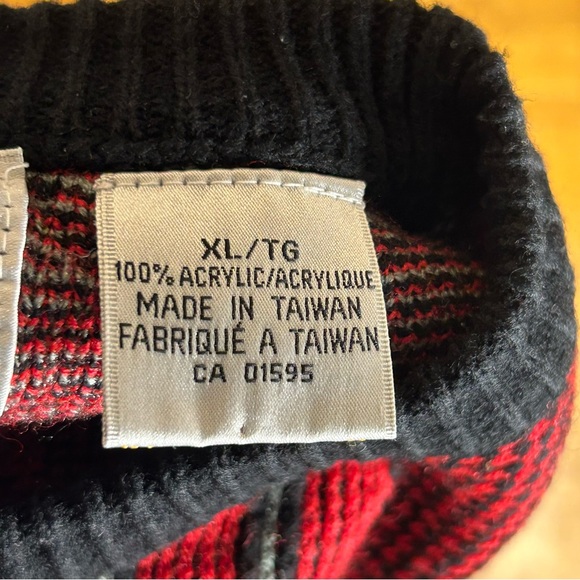 XL/TG
100% ACRYLIC/ACRYLIQUE
MADE IN TAIWAN
FABRIQUÉ A TAIWAN
CA 01595